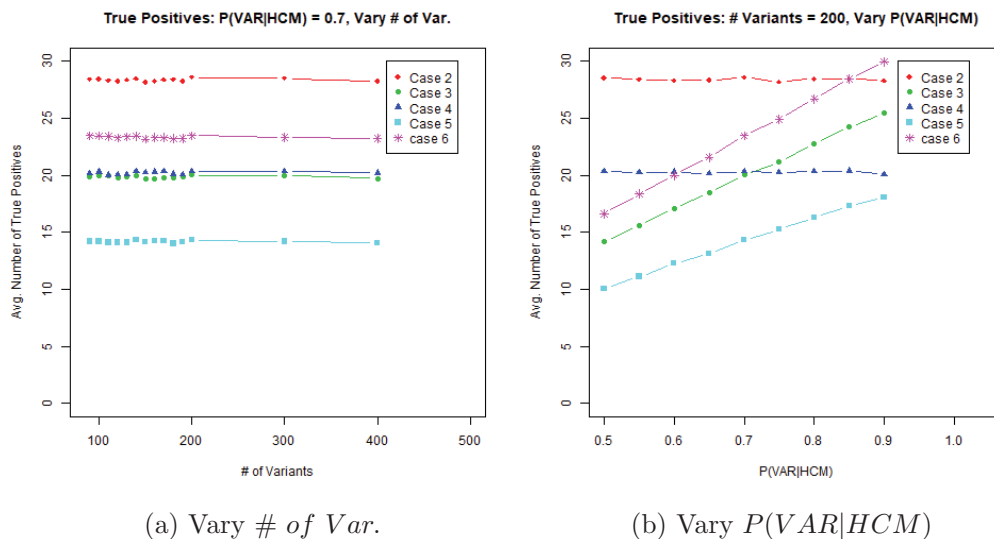 True Positives: P(VAR|HCM) = 0.7, Vary # of Var.
Avg. Number of True Positives
30
25
20
15
10
5
0
Case 2
Case 3
Case 4
Case 5
case 6
100
200
300
400
500
# of Variants
(a) Vary # of Var.
True Positives: # Variants = 200, Vary P(VAR|HCM)
Avg. Number of True Positives
30
25
20
15
10
5
0
Case 2
Case 3
Case 4
Case 5
case 6
0.5
0.6
0.7
0.8
0.9
1.0
P(VAR|HCM)
(b) Vary P(VAR|HCM)